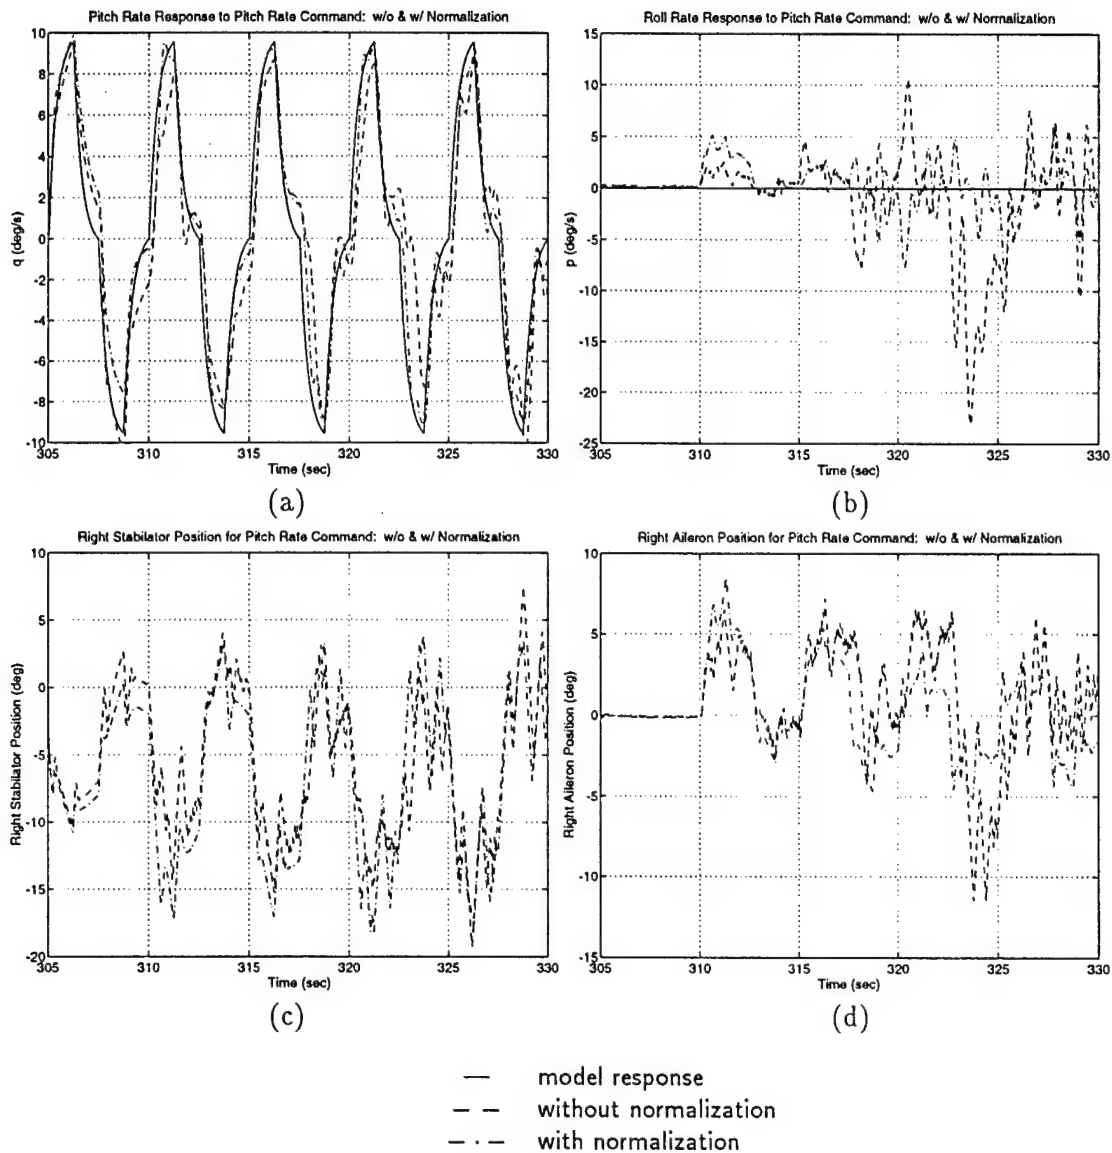 Pitch Rate Response to Pitch Rate Command: w/o & w/ Normalization
10
8
6
4
2
0
-2
-4
-6
-8
-10
q (deg/s)
305 310 315 320 325 330
Time (sec)
(a)
Roll Rate Response to Pitch Rate Command: w/o & w/ Normalization
15
10
5
0
-5
-10
-15
-20
-25
p (deg/s)
305 310 315 320 325 330
Time (sec)
(b)
Right Stabilator Position for Pitch Rate Command: w/o & w/ Normalization
10
5
0
-5
-10
-15
-20
Right Stabilator Position (deg)
305 310 315 320 325 330
Time (sec)
(c)
Right Aileron Position for Pitch Rate Command: w/o & w/ Normalization
10
5
0
-5
-10
-15
Right Aileron Position (deg)
305 310 315 320 325 330
Time (sec)
(d)
model response
without normalization
with normalization